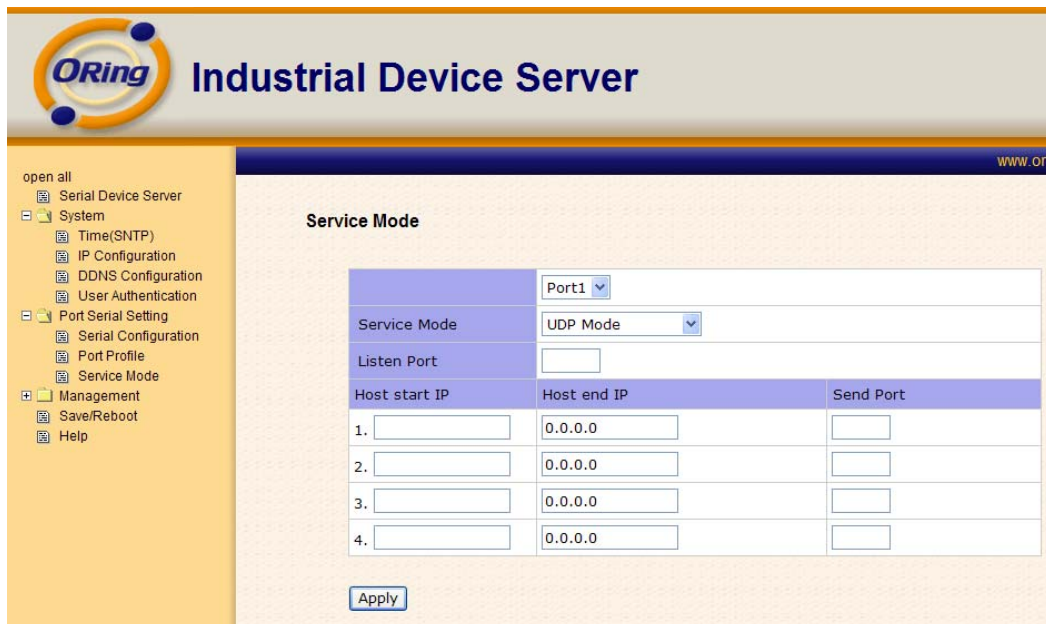 ORing
Industrial Device Server
www.or
open all
Serial Device Server
System
Time(SNTP)
IP Configuration
DDNS Configuration
User Authentication
Port Serial Setting
Serial Configuration
Port Profile
Service Mode
Management
Save/Reboot
Help
Service Mode
Port1
Service Mode UDP Mode
Listen Port
Host start IP Host end IP Send Port
1. 0.0.0.0
2. 0.0.0.0
3. 0.0.0.0
4. 0.0.0.0
Apply